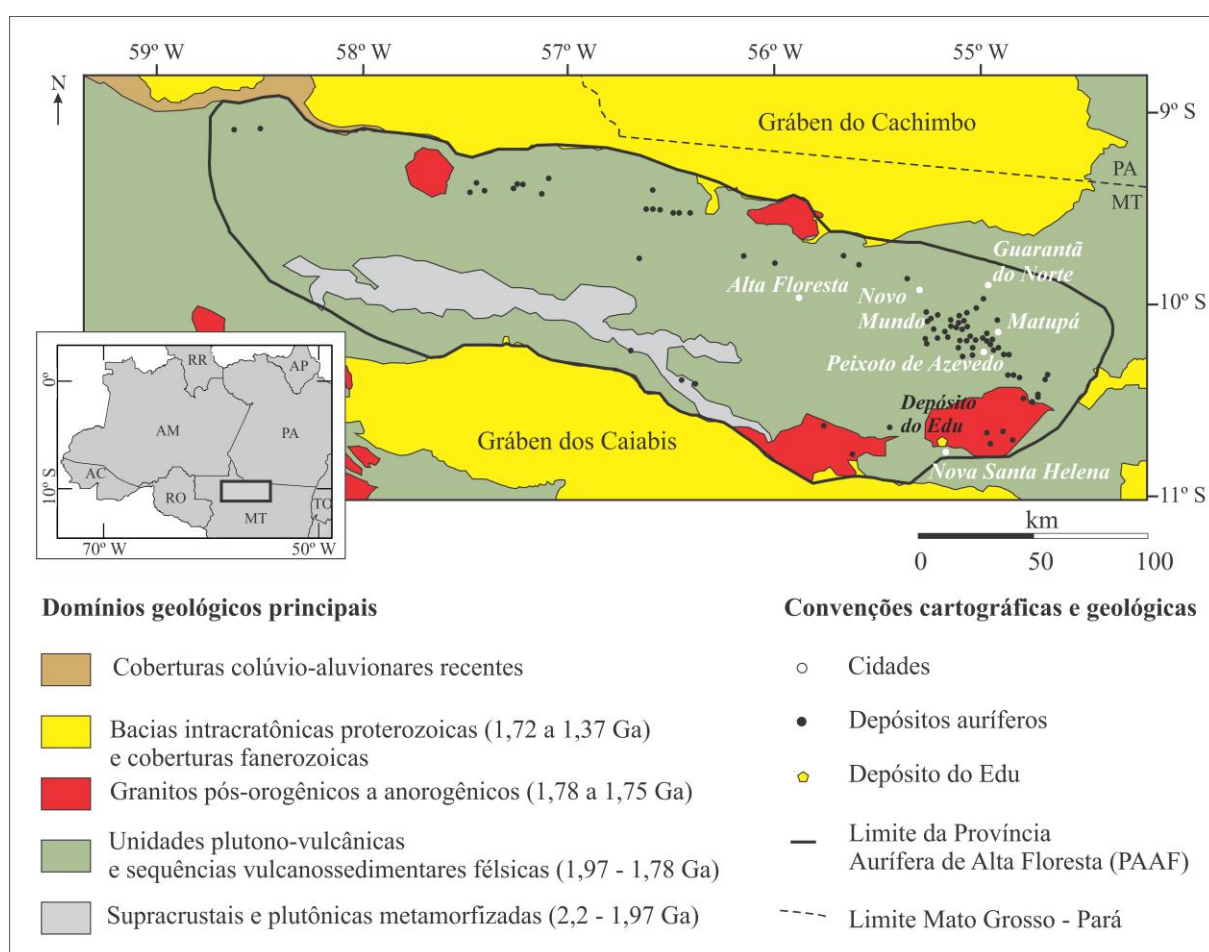 59º W 58º W 57º W 56º W 55º W
N
9º S
Gráben do Cachimbo
PA
MT
Guarantã
do Norte
Alta Floresta
Novo
Mundo
10º S
Matupá
Peixoto de Azevedo
Depósito
do Edu
Gráben dos Caiabis
Nova Santa Helena
11º S
RR
AP
0º
AM
PA
AC
10º S
RO
MT
TO
70º W 50º W
km
0 50 100
Domínios geológicos principais
Coberturas colúvio-aluvionares recentes
Bacias intracratônicas proterozoicas (1,72 a 1,37 Ga)
e coberturas fanerozoicas
Granitos pós-orogênicos a anorogênicos (1,78 a 1,75 Ga)
Unidades plutono-vulcânicas
e sequências vulcanossedimentares félsicas (1,97 - 1,78 Ga)
Supracrustais e plutônicas metamorfizadas (2,2 - 1,97 Ga)
Convenções cartográficas e geológicas
Cidades
Depósitos auríferos
Depósito do Edu
Limite da Província
Aurífera de Alta Floresta (PAAF)
Limite Mato Grosso - Pará